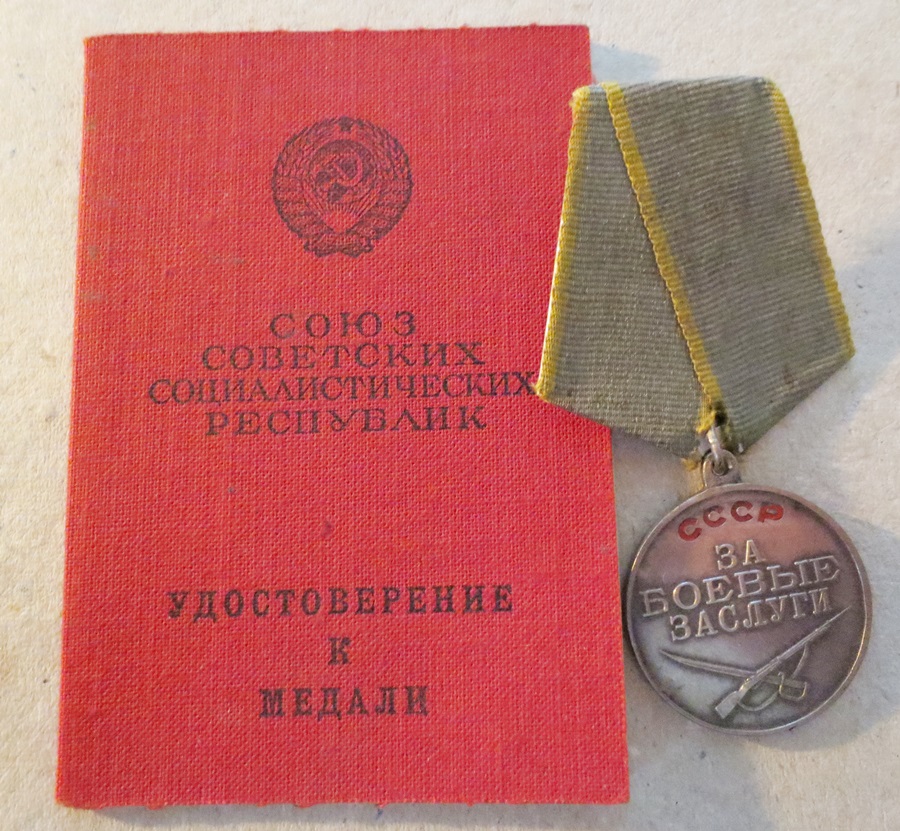 СОЮЗ
СОВЕТСКИХ
СОЦИАЛИСТИЧЕСКИХ
РЕСПУБЛИК
УДОСТОВЕРЕНИЕ
К
МЕДАЛИ
СССР
ЗА
БОЕВЫЕ
ЗАСЛУГИ